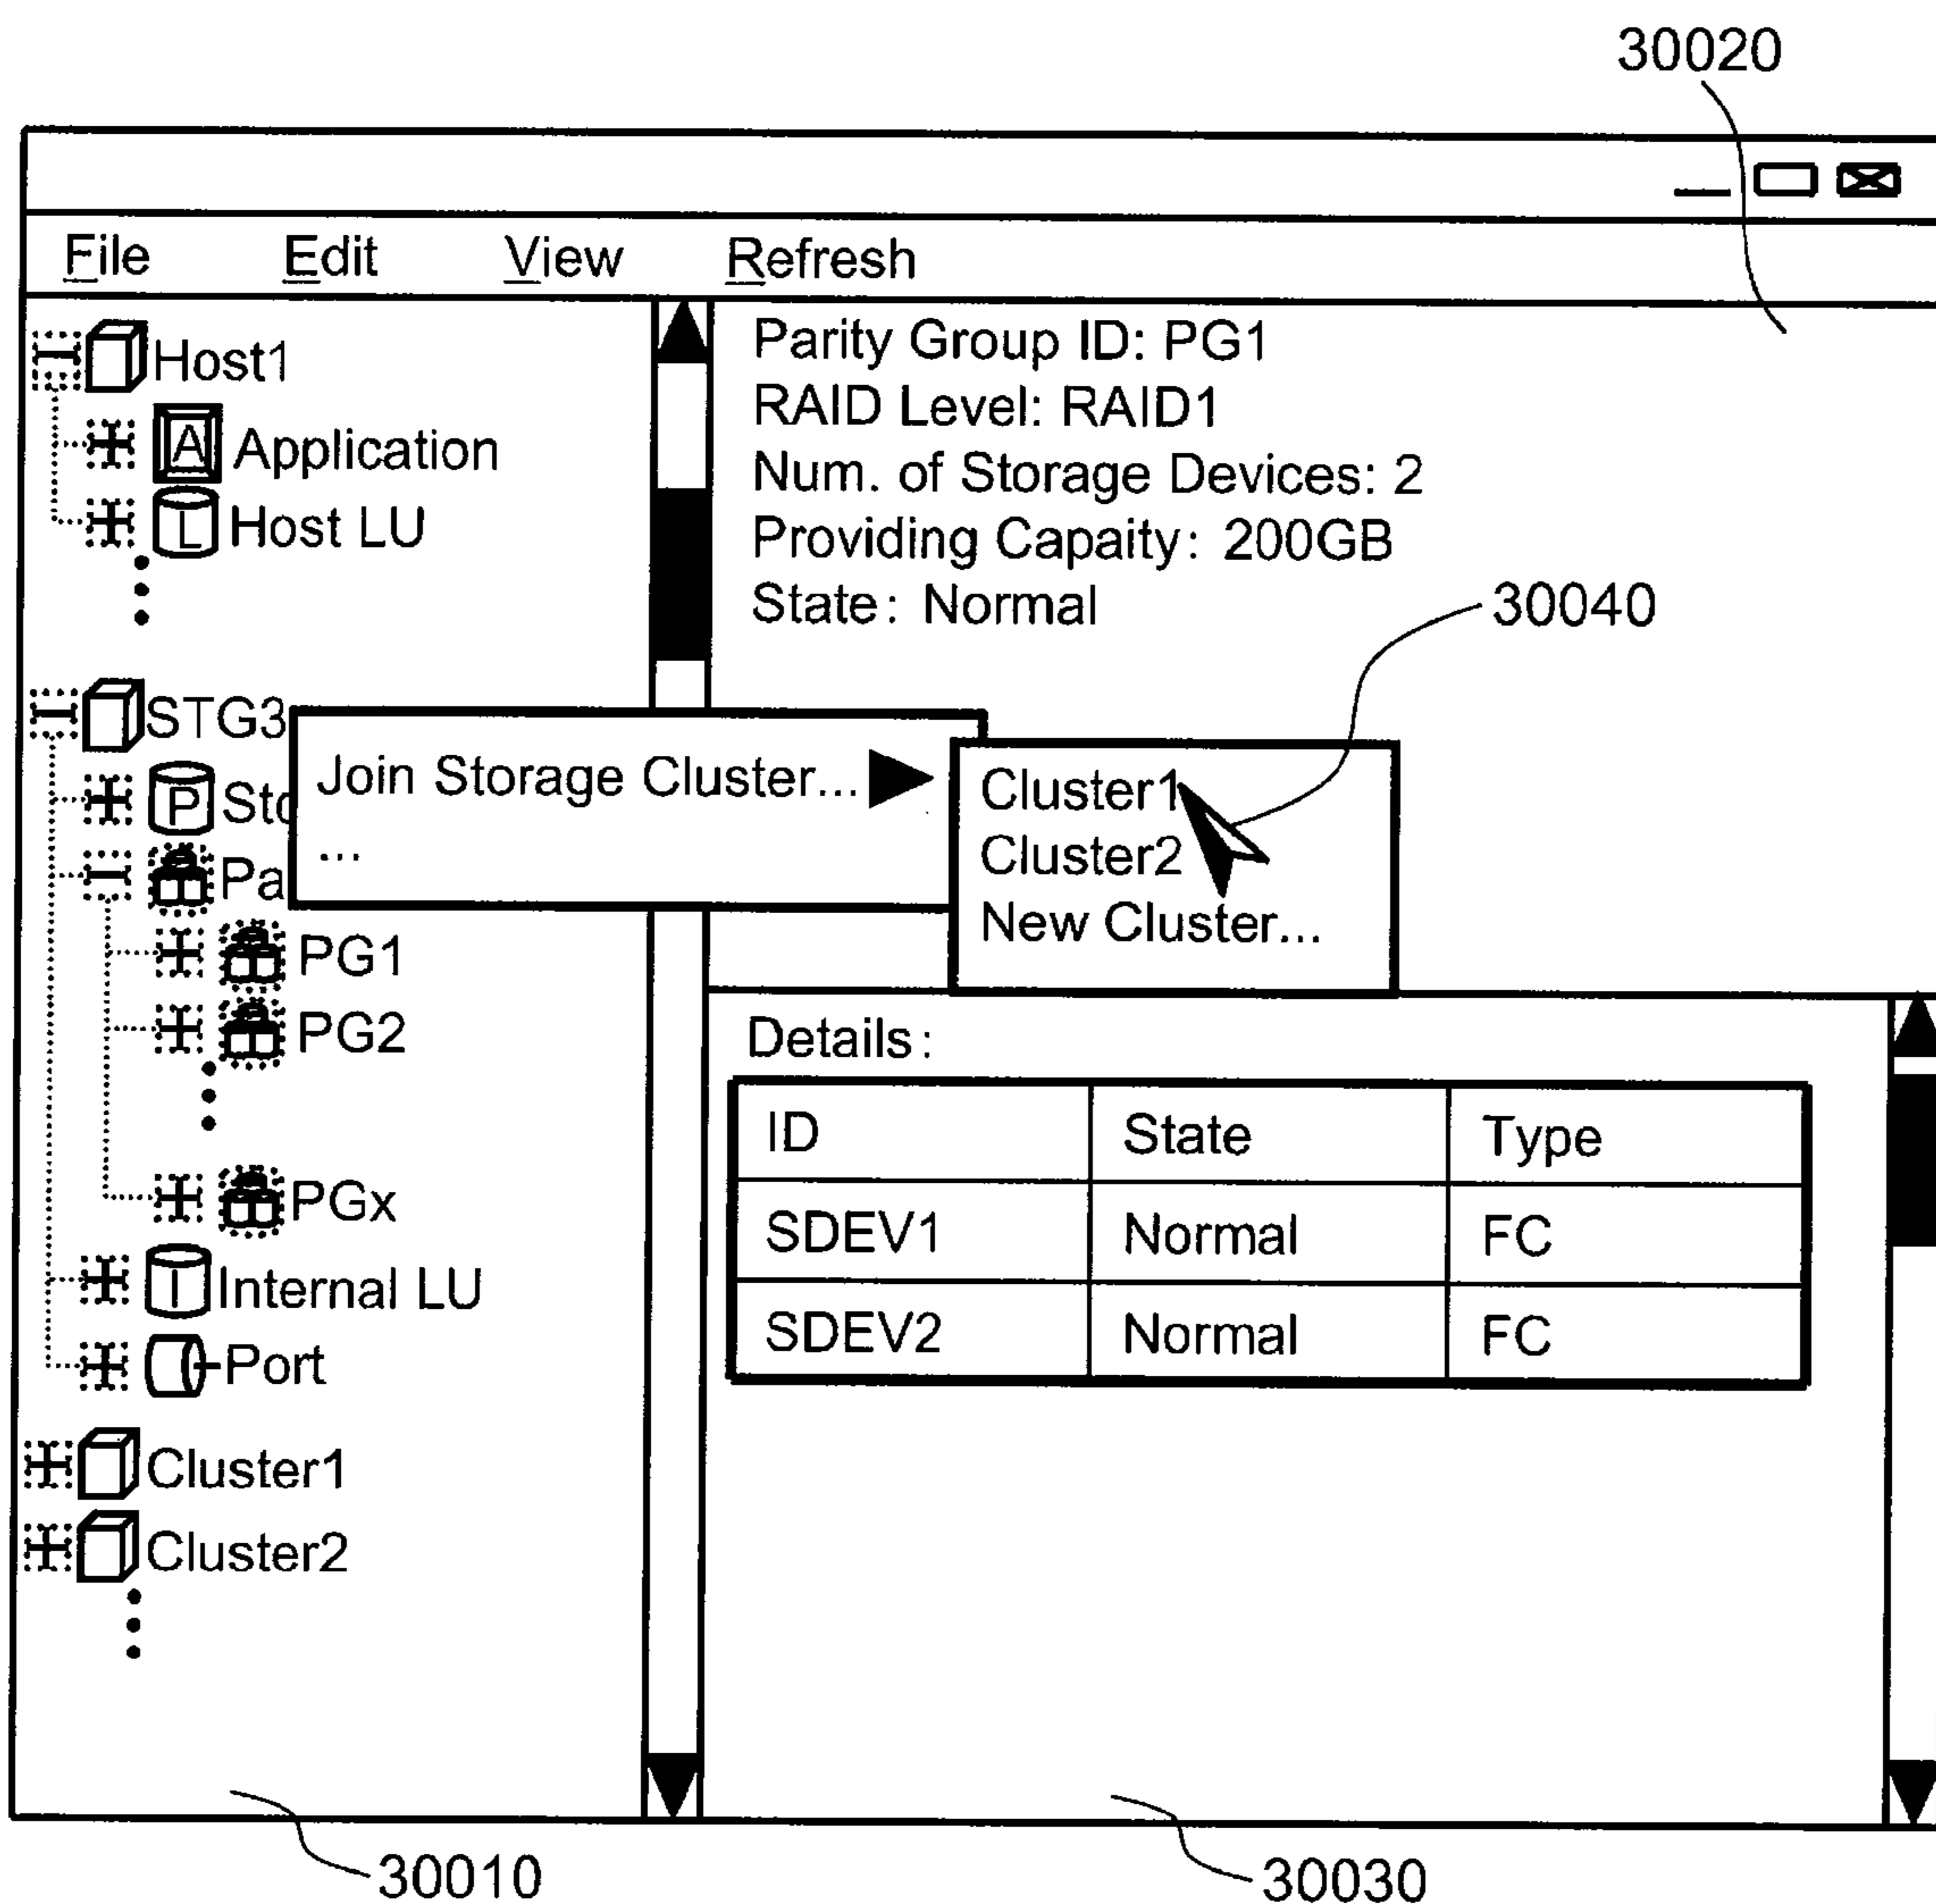 30020
File Edit View Refresh
Host1
A Application
L Host LU
STG3
P Sto
Pa
PG1
PG2
PGx
I Internal LU
Port
Cluster1
Cluster2
Parity Group ID: PG1
RAID Level: RAID1
Num. of Storage Devices: 2
Providing Capaity: 200GB
State: Normal
30040
Join Storage Cluster...
...
Cluster1
Cluster2
New Cluster...
Details:
ID State Type
SDEV1 Normal FC
SDEV2 Normal FC
30010
30030